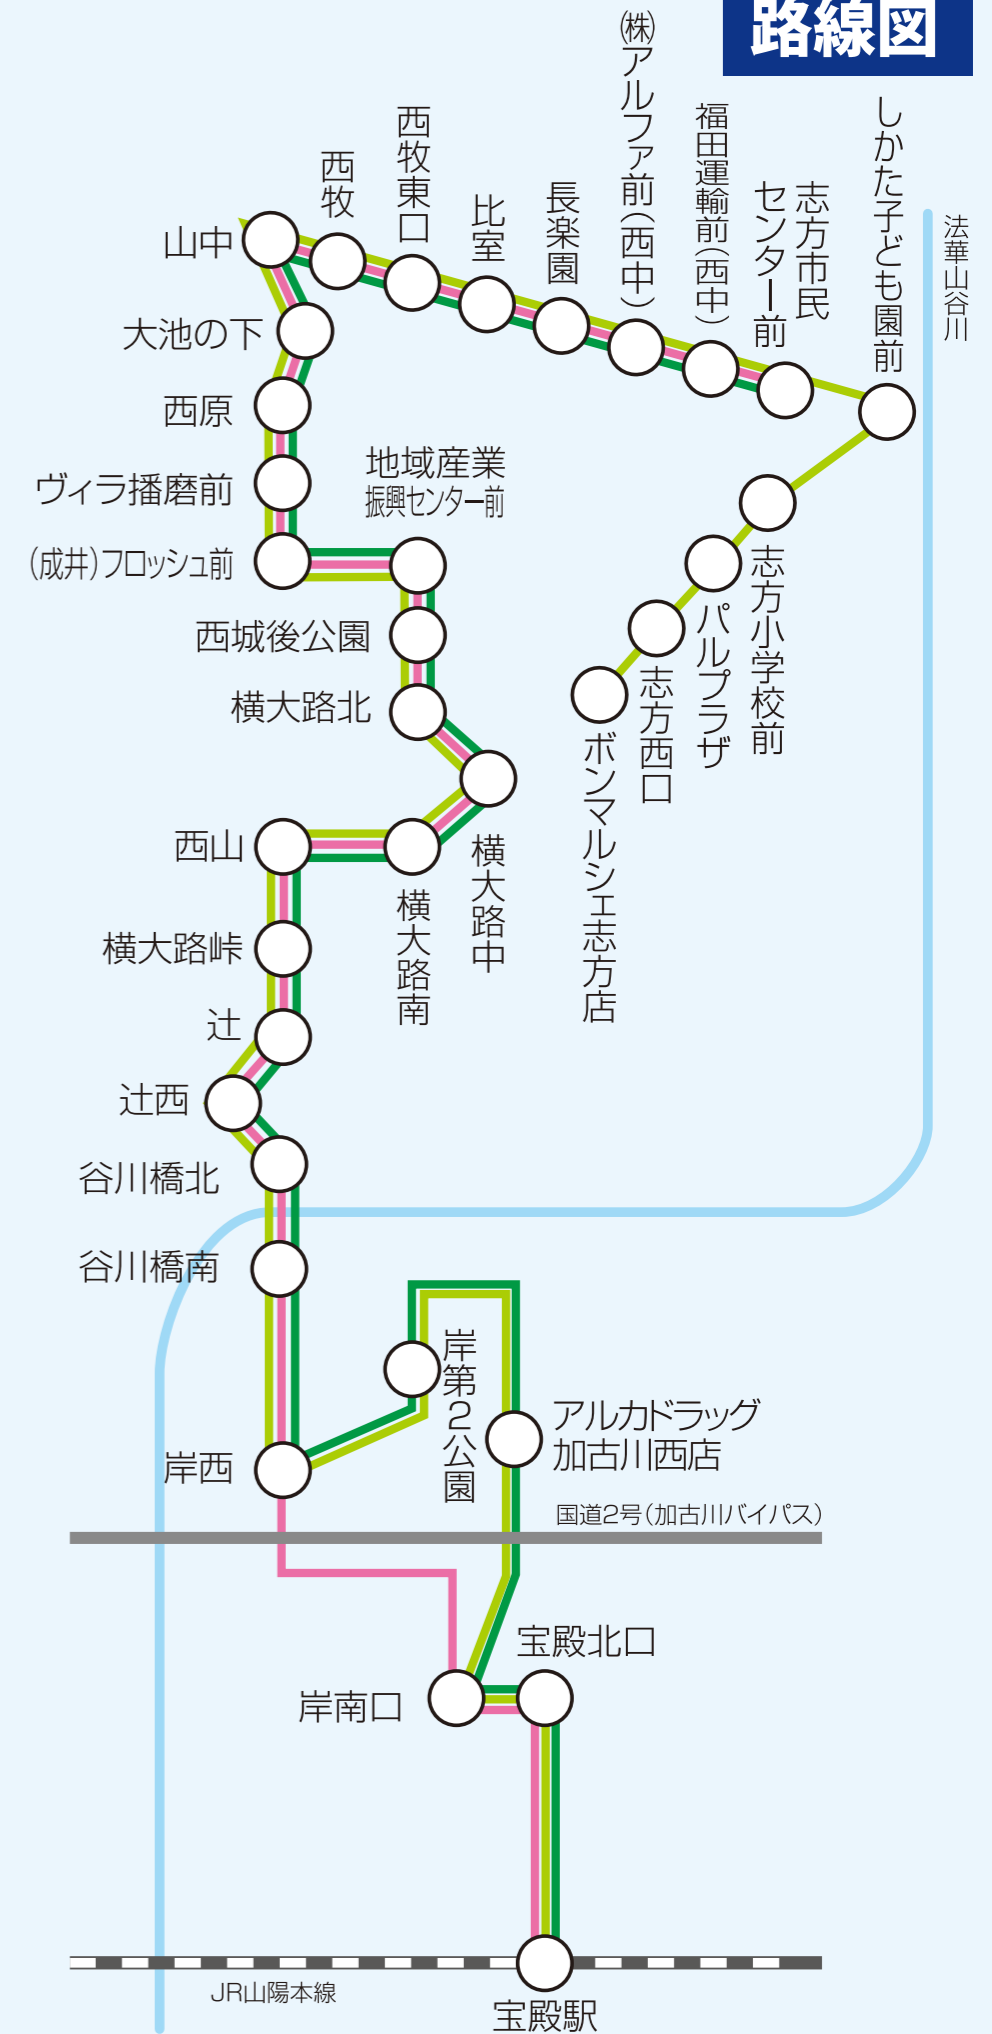 路線図
しかた子ども園前
志方市民
センター前
福田運輸前(西中)
㈱アルファ前(西中)
長楽園
比室
西牧東口
西牧
山中
法華山谷川
大池の下
西原
ヴィラ播磨前
(成井)フロッシュ前
地域産業
振興センター前
西城後公園
横大路北
横大路中
横大路南
志方小学校前
パルプラザ
志方西口
ボンマルシェ志方店
西山
横大路峠
辻
辻西
谷川橋北
谷川橋南
岸西
岸第2公園
アルカドラッグ
加古川西店
国道2号(加古川バイパス)
宝殿北口
岸南口
JR山陽本線
宝殿駅